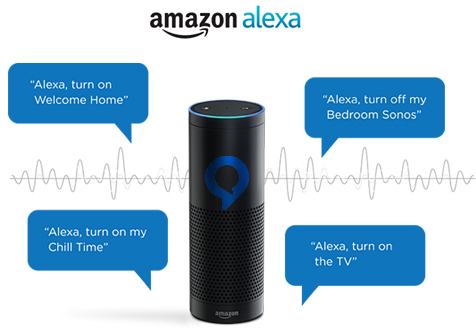 amazon alexa
“Alexa, turn on
Welcome Home”
“Alexa, turn off my
Bedroom Sonos”
“Alexa, turn on my
Chill Time”
“Alexa, turn on
the TV”
amazon